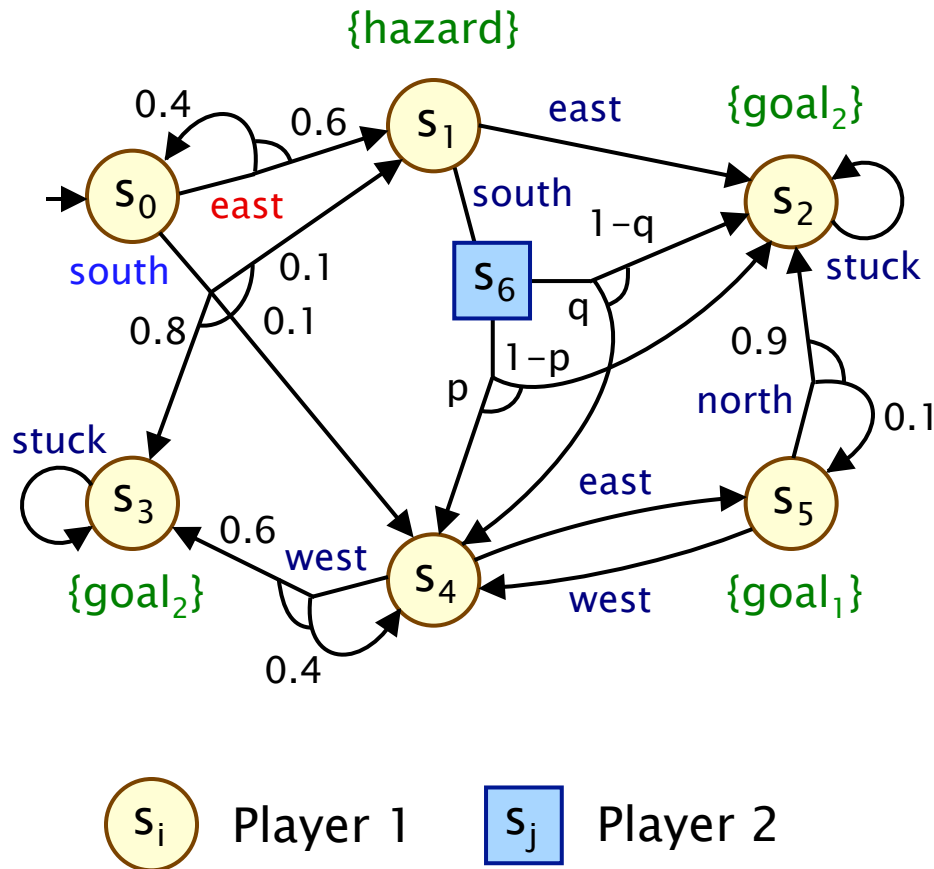 {hazard}
0.4
0.6
s₁
east
{goal₂}
s₀
east
south
s₂
1–q
south
0.1
s₆
stuck
0.8
0.1
q
1–p
0.9
p
north
0.1
stuck
east
s₃
s₅
0.6
west
s₄
{goal₂}
west
{goal₁}
0.4
sᵢ Player 1
sⱼ Player 2